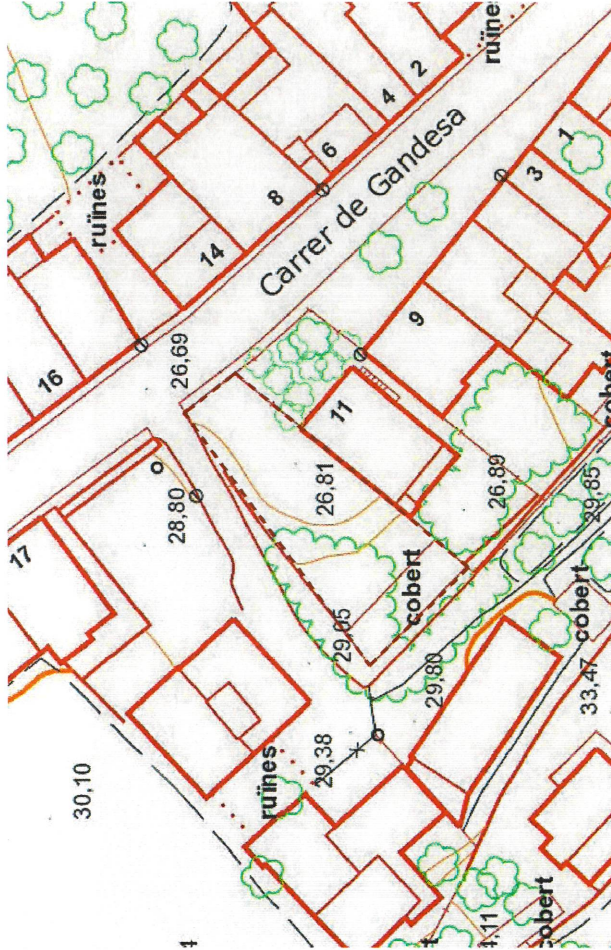 ruïnes
2
4
6
8
ruïnes
14
16
Carrer de Gandesa
ruïnes
1
3
9
11
26,69
26,81
26,89
28,80
17
29,05
cobert
29,80
29,85
cobert
cobert
33,47
29,38
ruïnes
30,10
cobert